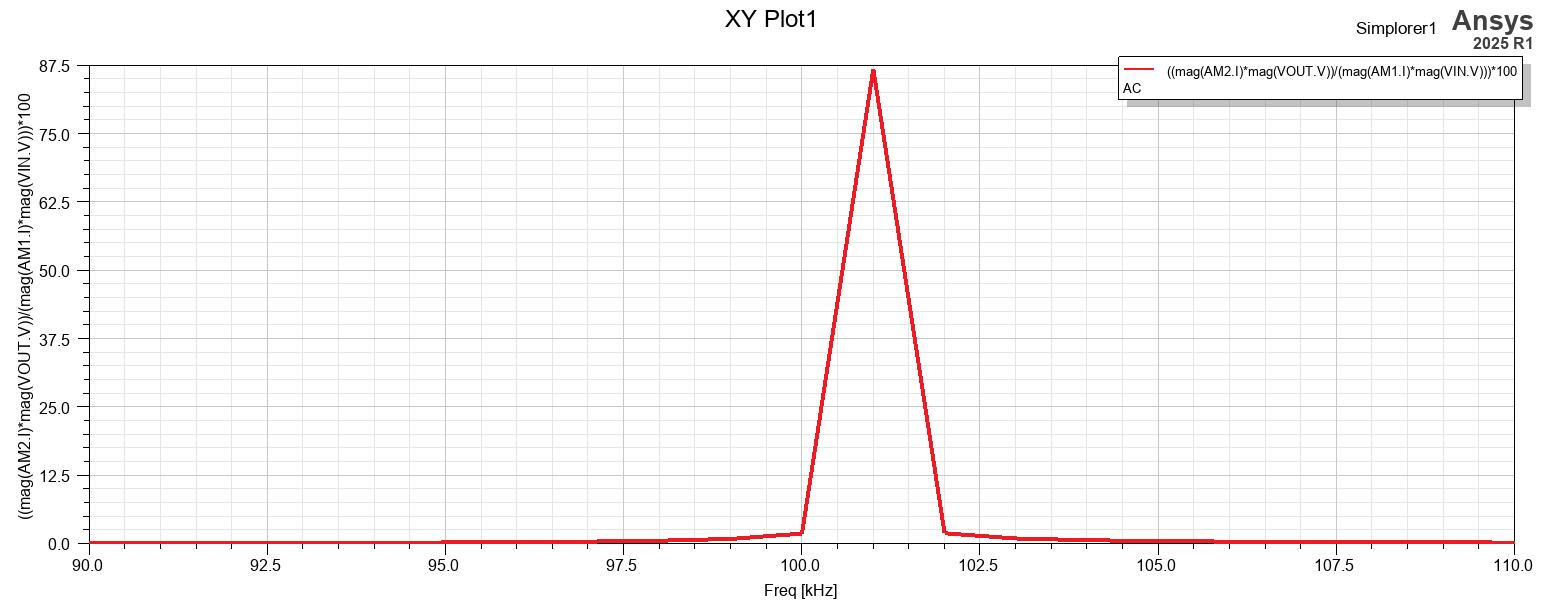 XY Plot1
Simplorer1
Ansys
2025 R1
((mag(AM2.I)*mag(VOUT.V))/(mag(AM1.I)*mag(VIN.V)))*100
AC
((mag(AM2.I)*mag(VOUT.V))/(mag(AM1.I)*mag(VIN.V)))*100
87.5
75.0
62.5
50.0
37.5
25.0
12.5
0.0
90.0 92.5 95.0 97.5 100.0 102.5 105.0 107.5 110.0
Freq [kHz]